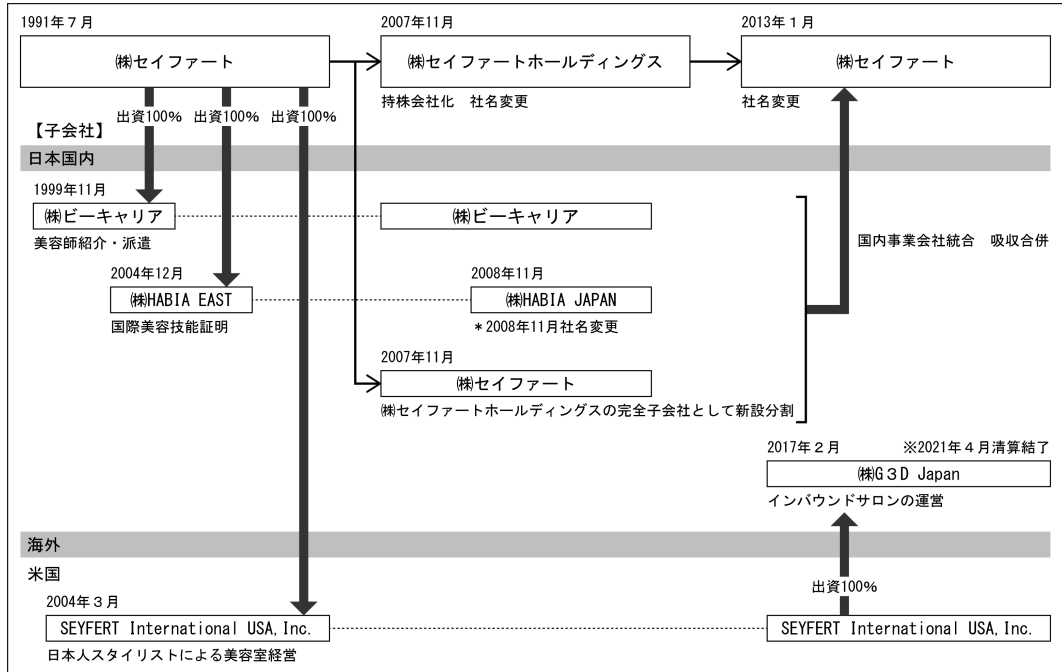 1991年７月
㈱セイファート
2007年11月
㈱セイファートホールディングス
持株会社化　社名変更
2013年１月
㈱セイファート
社名変更
出資100％
出資100％
出資100％
【子会社】
日本国内
1999年11月
㈱ビーキャリア
美容師紹介・派遣
㈱ビーキャリア
国内事業会社統合　吸収合併
2004年12月
㈱HABIA EAST
国際美容技能証明
2008年11月
㈱HABIA JAPAN
＊2008年11月社名変更
2007年11月
㈱セイファート
㈱セイファートホールディングスの完全子会社として新設分割
2017年２月
※2021年４月清算結了
㈱G３D Japan
インバウンドサロンの運営
海外
米国
出資100％
2004年３月
SEYFERT International USA,Inc.
日本人スタイリストによる美容室経営
SEYFERT International USA,Inc.